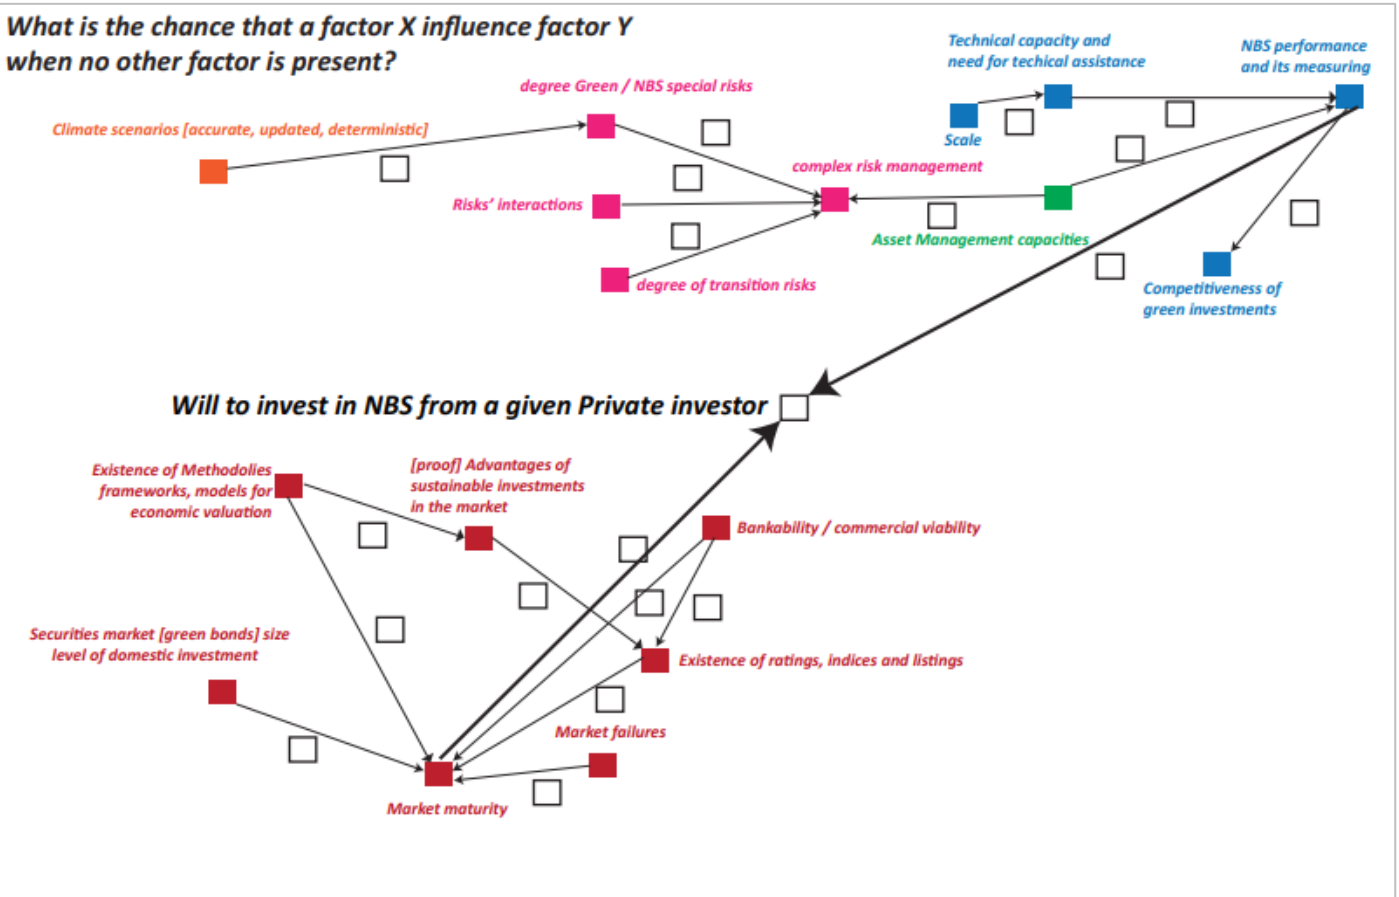 What is the chance that a factor X influence factor Y
when no other factor is present?
Technical capacity and
need for techical assistance
NBS performance
and its measuring
degree Green / NBS special risks
Climate scenarios [accurate, updated, deterministic]
Scale
complex risk management
Risks' interactions
Asset Management capacities
degree of transition risks
Competitiveness of
green investments
Will to invest in NBS from a given Private investor
Existence of Methodolies
frameworks, models for
economic valuation
[proof] Advantages of
sustainable investments
in the market
Bankability / commercial viability
Securities market [green bonds] size
level of domestic investment
Existence of ratings, indices and listings
Market failures
Market maturity